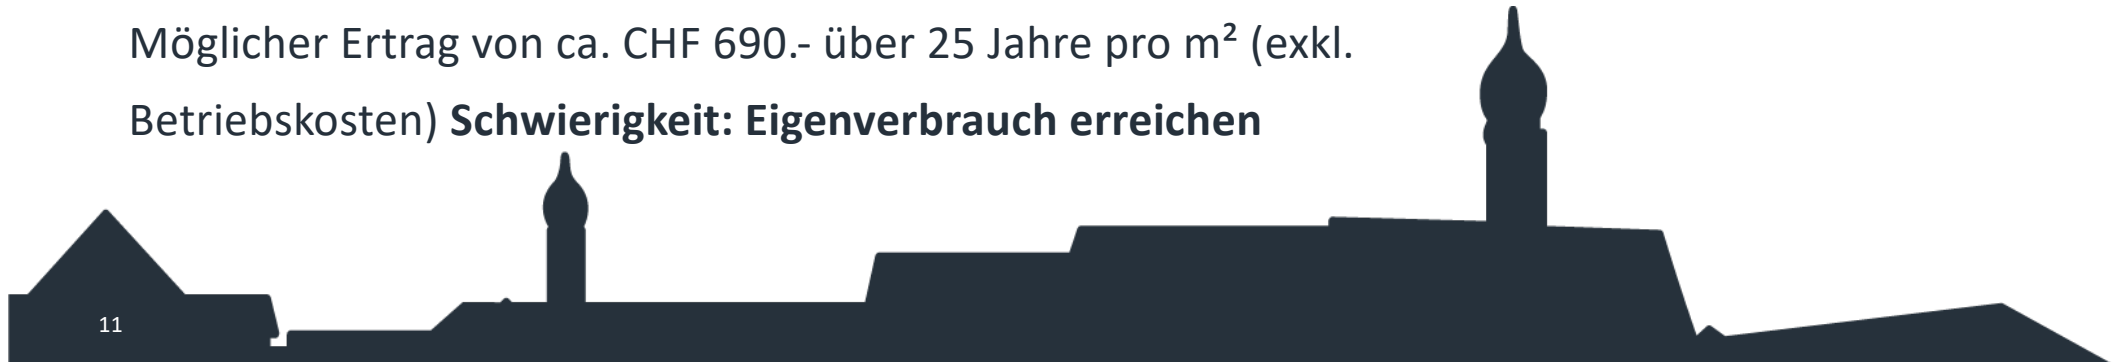 Möglicher Ertrag von ca. CHF 690.- über 25 Jahre pro m² (exkl.
Betriebskosten) Schwierigkeit: Eigenverbrauch erreichen
11